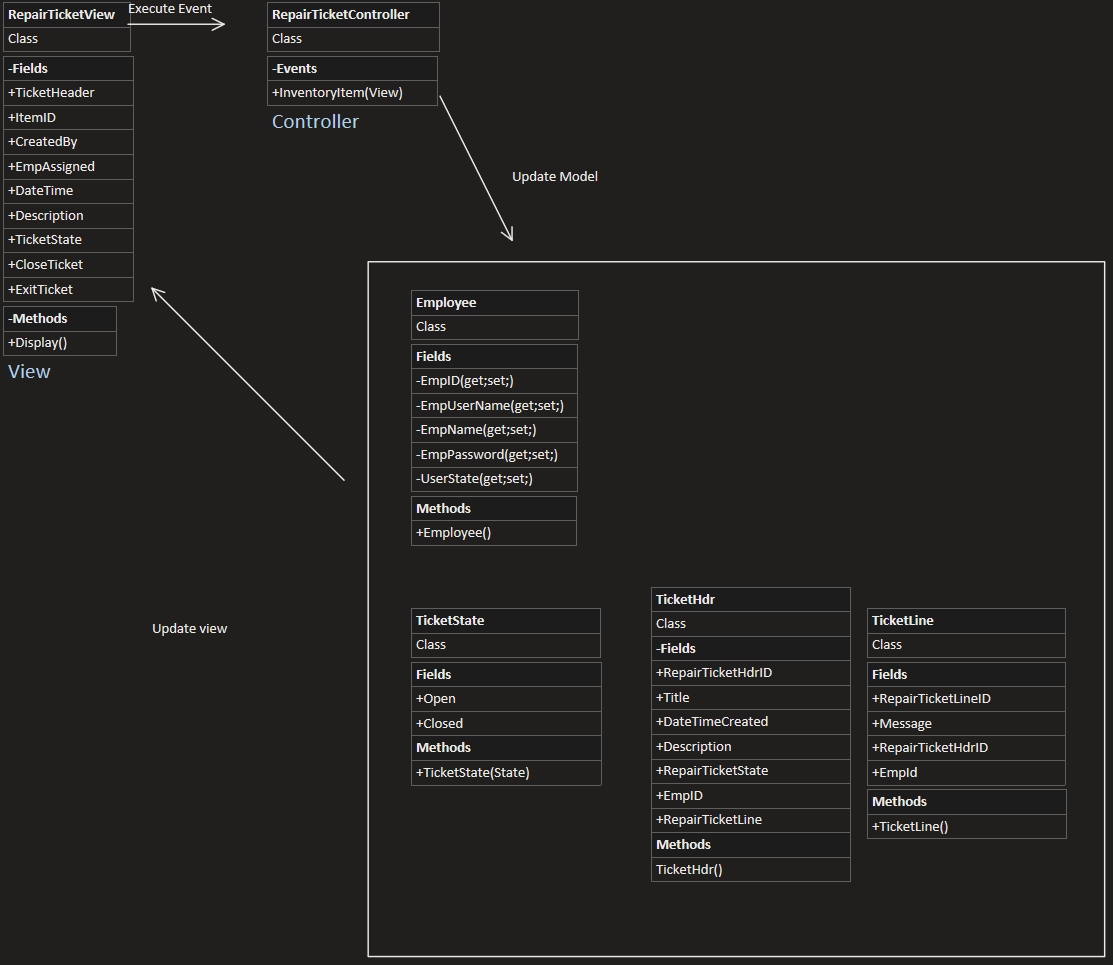 RepairTicketView
Class
-Fields
+TicketHeader
+ItemID
+CreatedBy
+EmpAssigned
+DateTime
+Description
+TicketState
+CloseTicket
+ExitTicket
-Methods
+Display()
View
Execute Event
RepairTicketController
Class
-Events
+InventoryItem(View)
Controller
Update Model
Update view
Employee
Class
Fields
-EmpID(get;set;)
-EmpUserName(get;set;)
-EmpName(get;set;)
-EmpPassword(get;set;)
-UserState(get;set;)
Methods
+Employee()
TicketState
Class
Fields
+Open
+Closed
Methods
+TicketState(State)
TicketHdr
Class
-Fields
+RepairTicketHdrID
+Title
+DateTimeCreated
+Description
+RepairTicketState
+EmpID
+RepairTicketLine
Methods
TicketHdr()
TicketLine
Class
Fields
+RepairTicketLineID
+Message
+RepairTicketHdrID
+EmpId
Methods
+TicketLine()